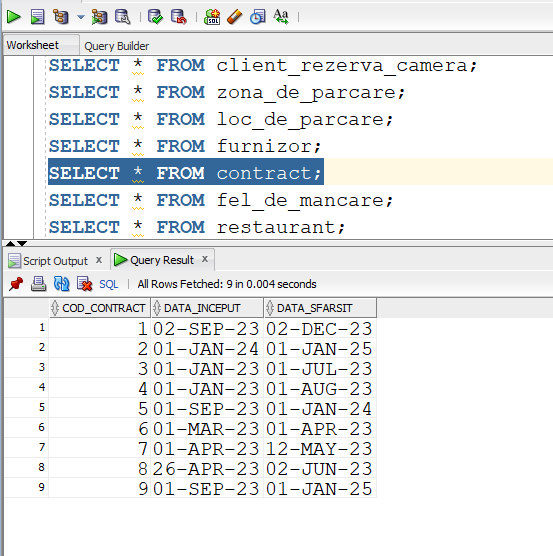 SQL
Aa
Worksheet Query Builder
SELECT * FROM client_rezerva_camera;
SELECT * FROM zona_de_parcare;
SELECT * FROM loc_de_parcare;
SELECT * FROM furnizor;
SELECT * FROM contract;
SELECT * FROM fel_de_mancare;
SELECT * FROM restaurant;
Script Output x Query Result x
SQL | All Rows Fetched: 9 in 0.004 seconds
COD_CONTRACT DATA_INCEPUT DATA_SFARSIT
1 1 02-SEP-23 02-DEC-23
2 2 01-JAN-24 01-JAN-25
3 3 01-JAN-23 01-JUL-23
4 4 01-JAN-23 01-AUG-23
5 5 01-SEP-23 01-JAN-24
6 6 01-MAR-23 01-APR-23
7 7 01-APR-23 12-MAY-23
8 8 26-APR-23 02-JUN-23
9 9 01-SEP-23 01-JAN-25